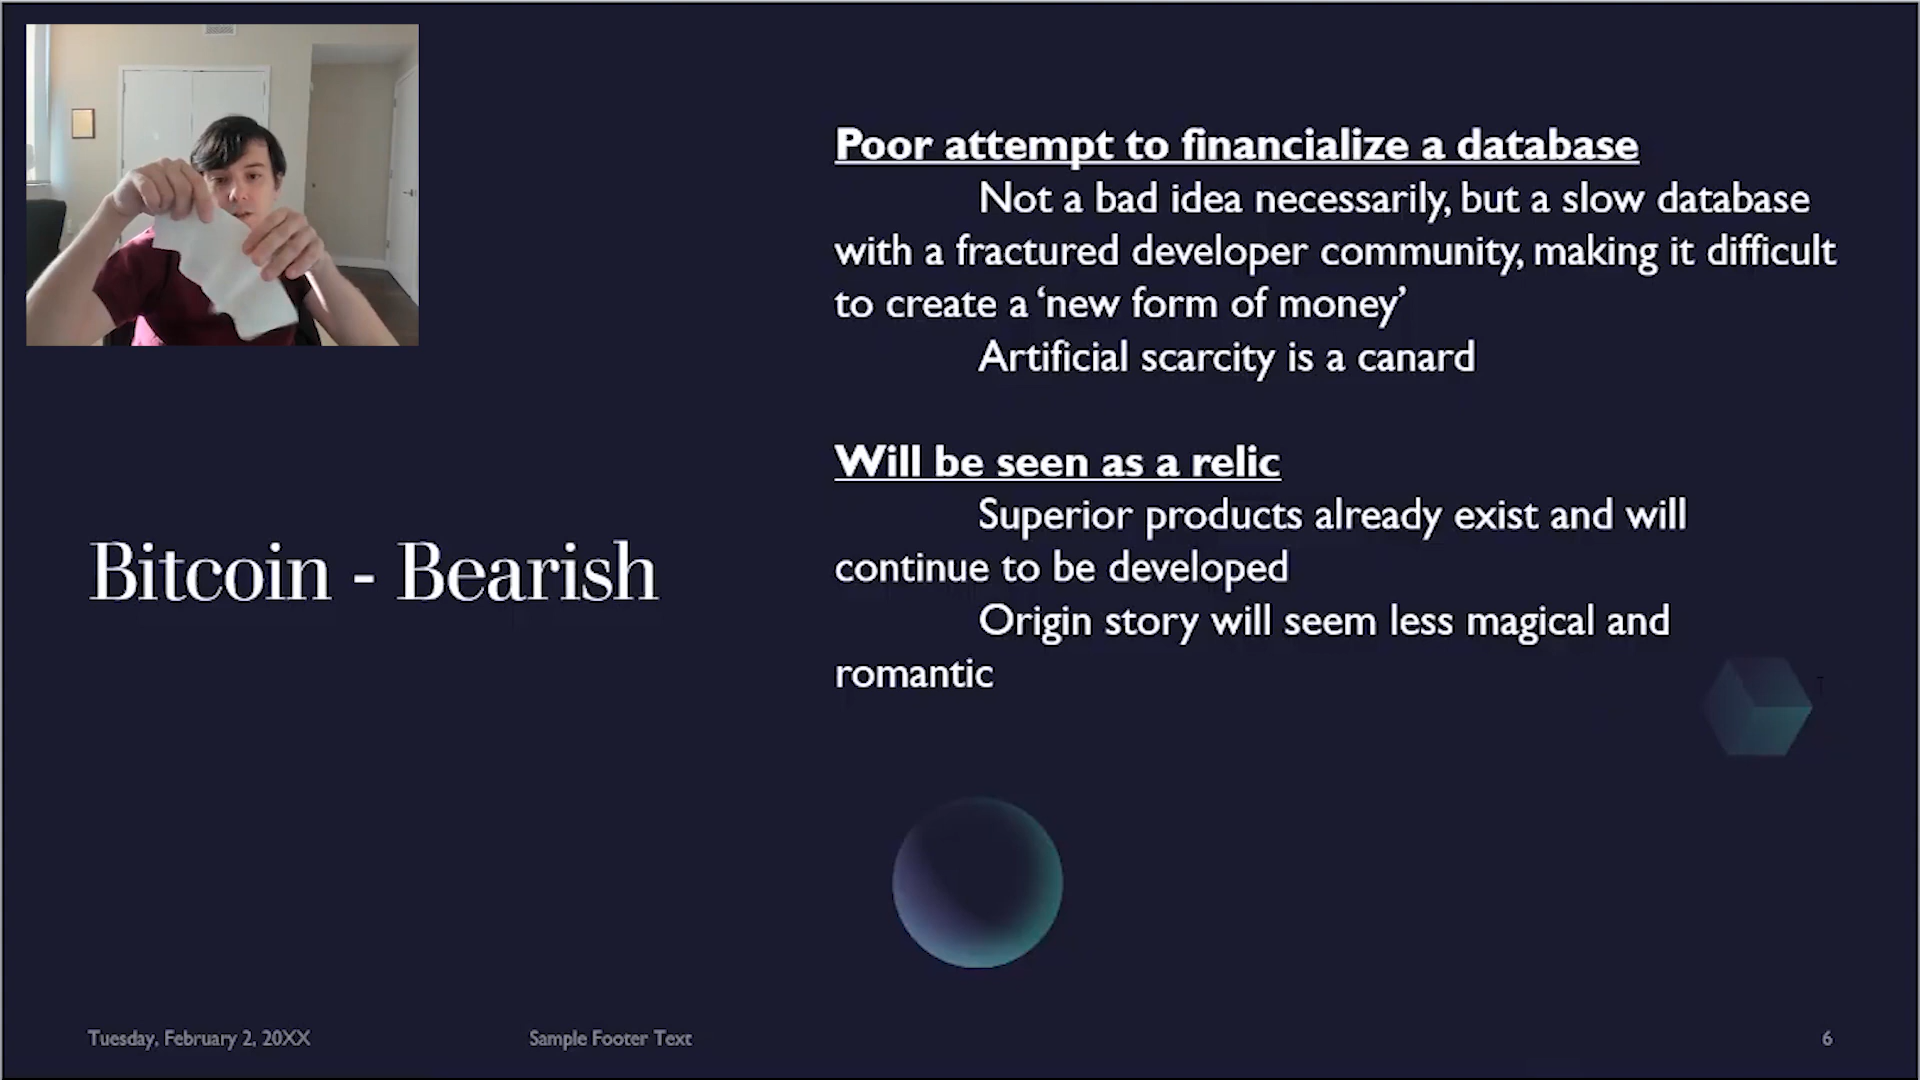 Poor attempt to financialize a database
Not a bad idea necessarily, but a slow database
with a fractured developer community, making it difficult
to create a ‘new form of money’
Artificial scarcity is a canard
Will be seen as a relic
Superior products already exist and will
continue to be developed
Origin story will seem less magical and
romantic
Bitcoin - Bearish
Tuesday, February 2, 20XX
Sample Footer Text
6